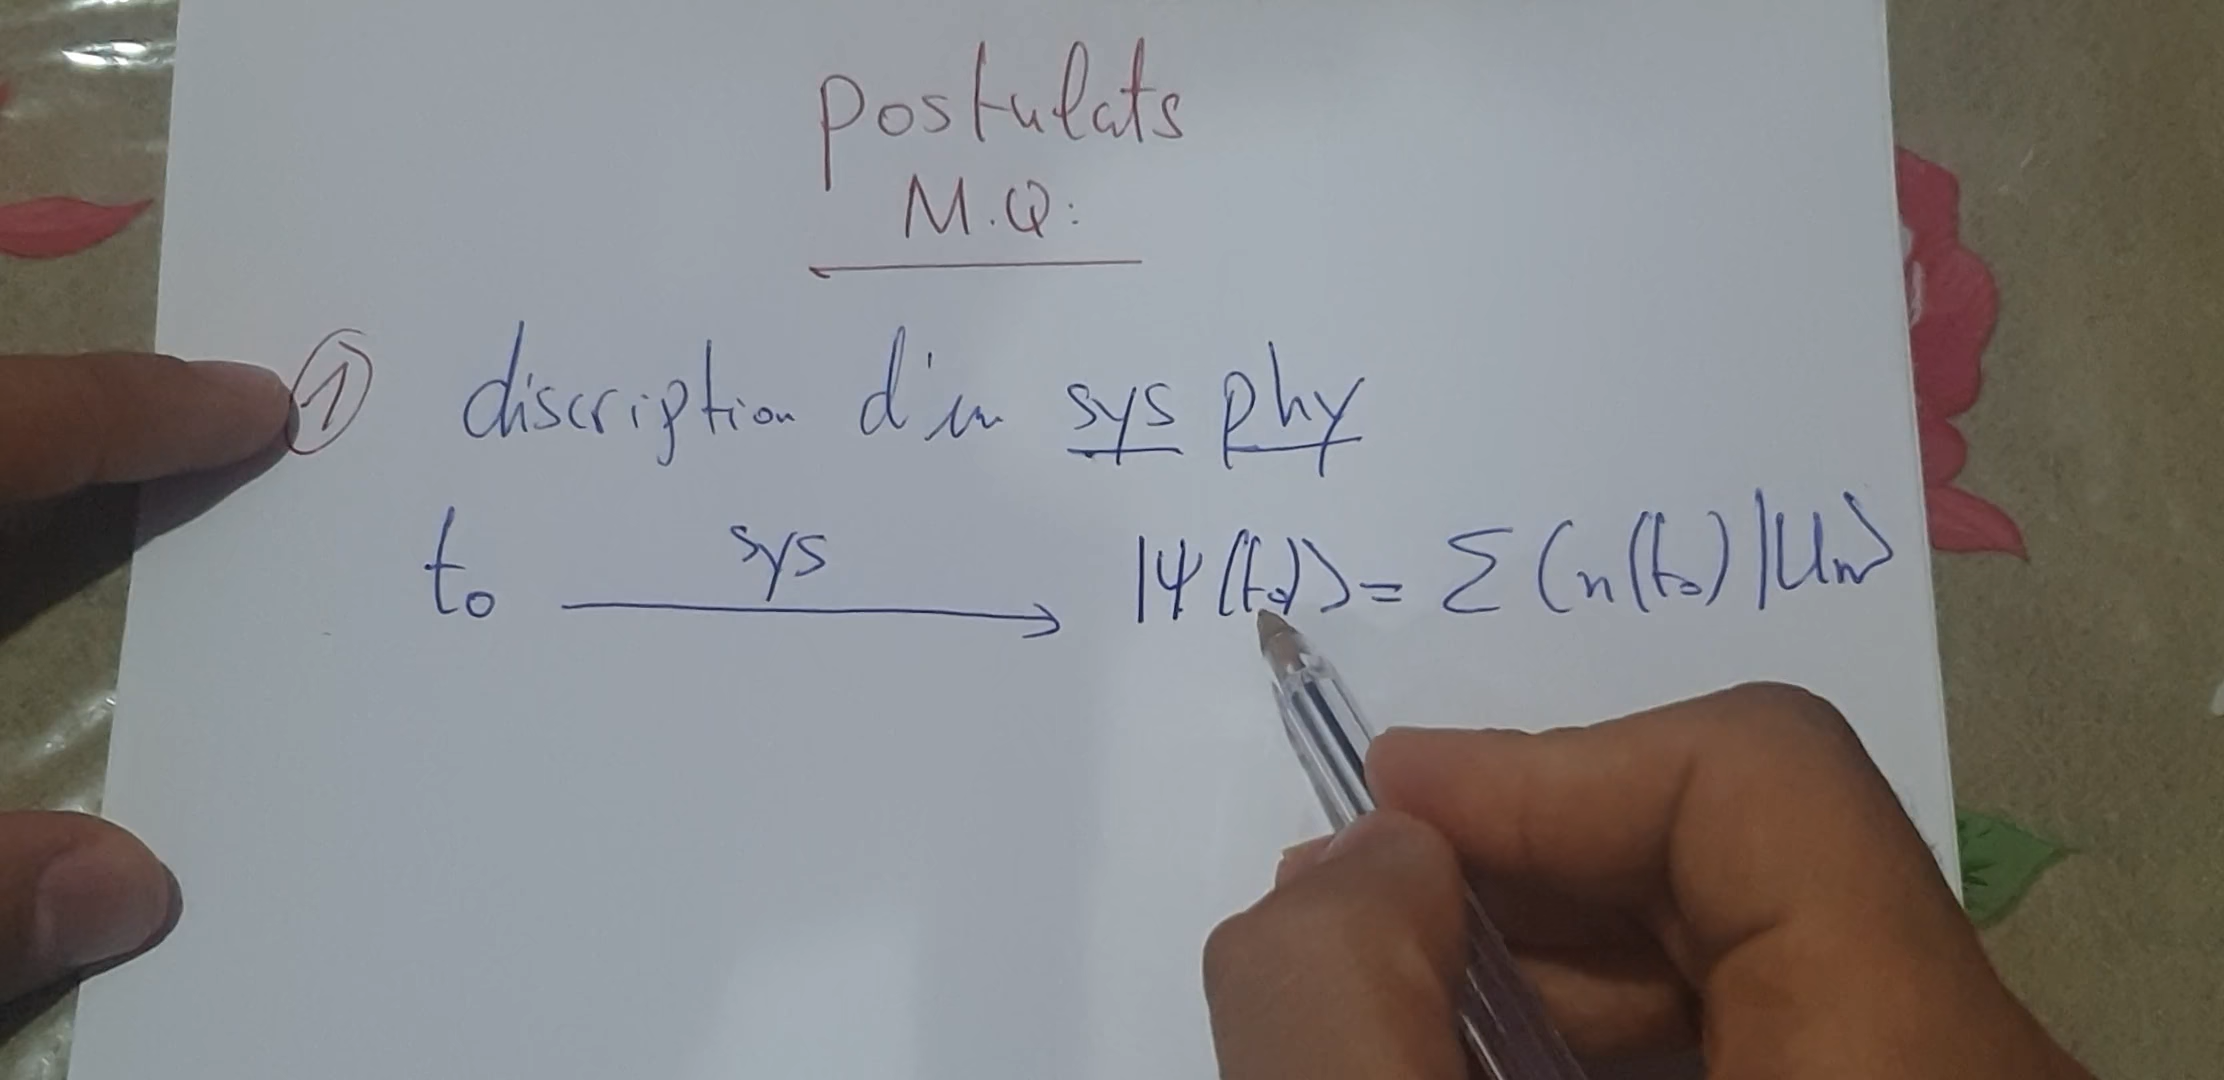 Postulats
M.Q:
① discription d'un sys phy
t₀ sys → |Ψ(t₀)⟩ = Σ Cn(t₀) |Un⟩